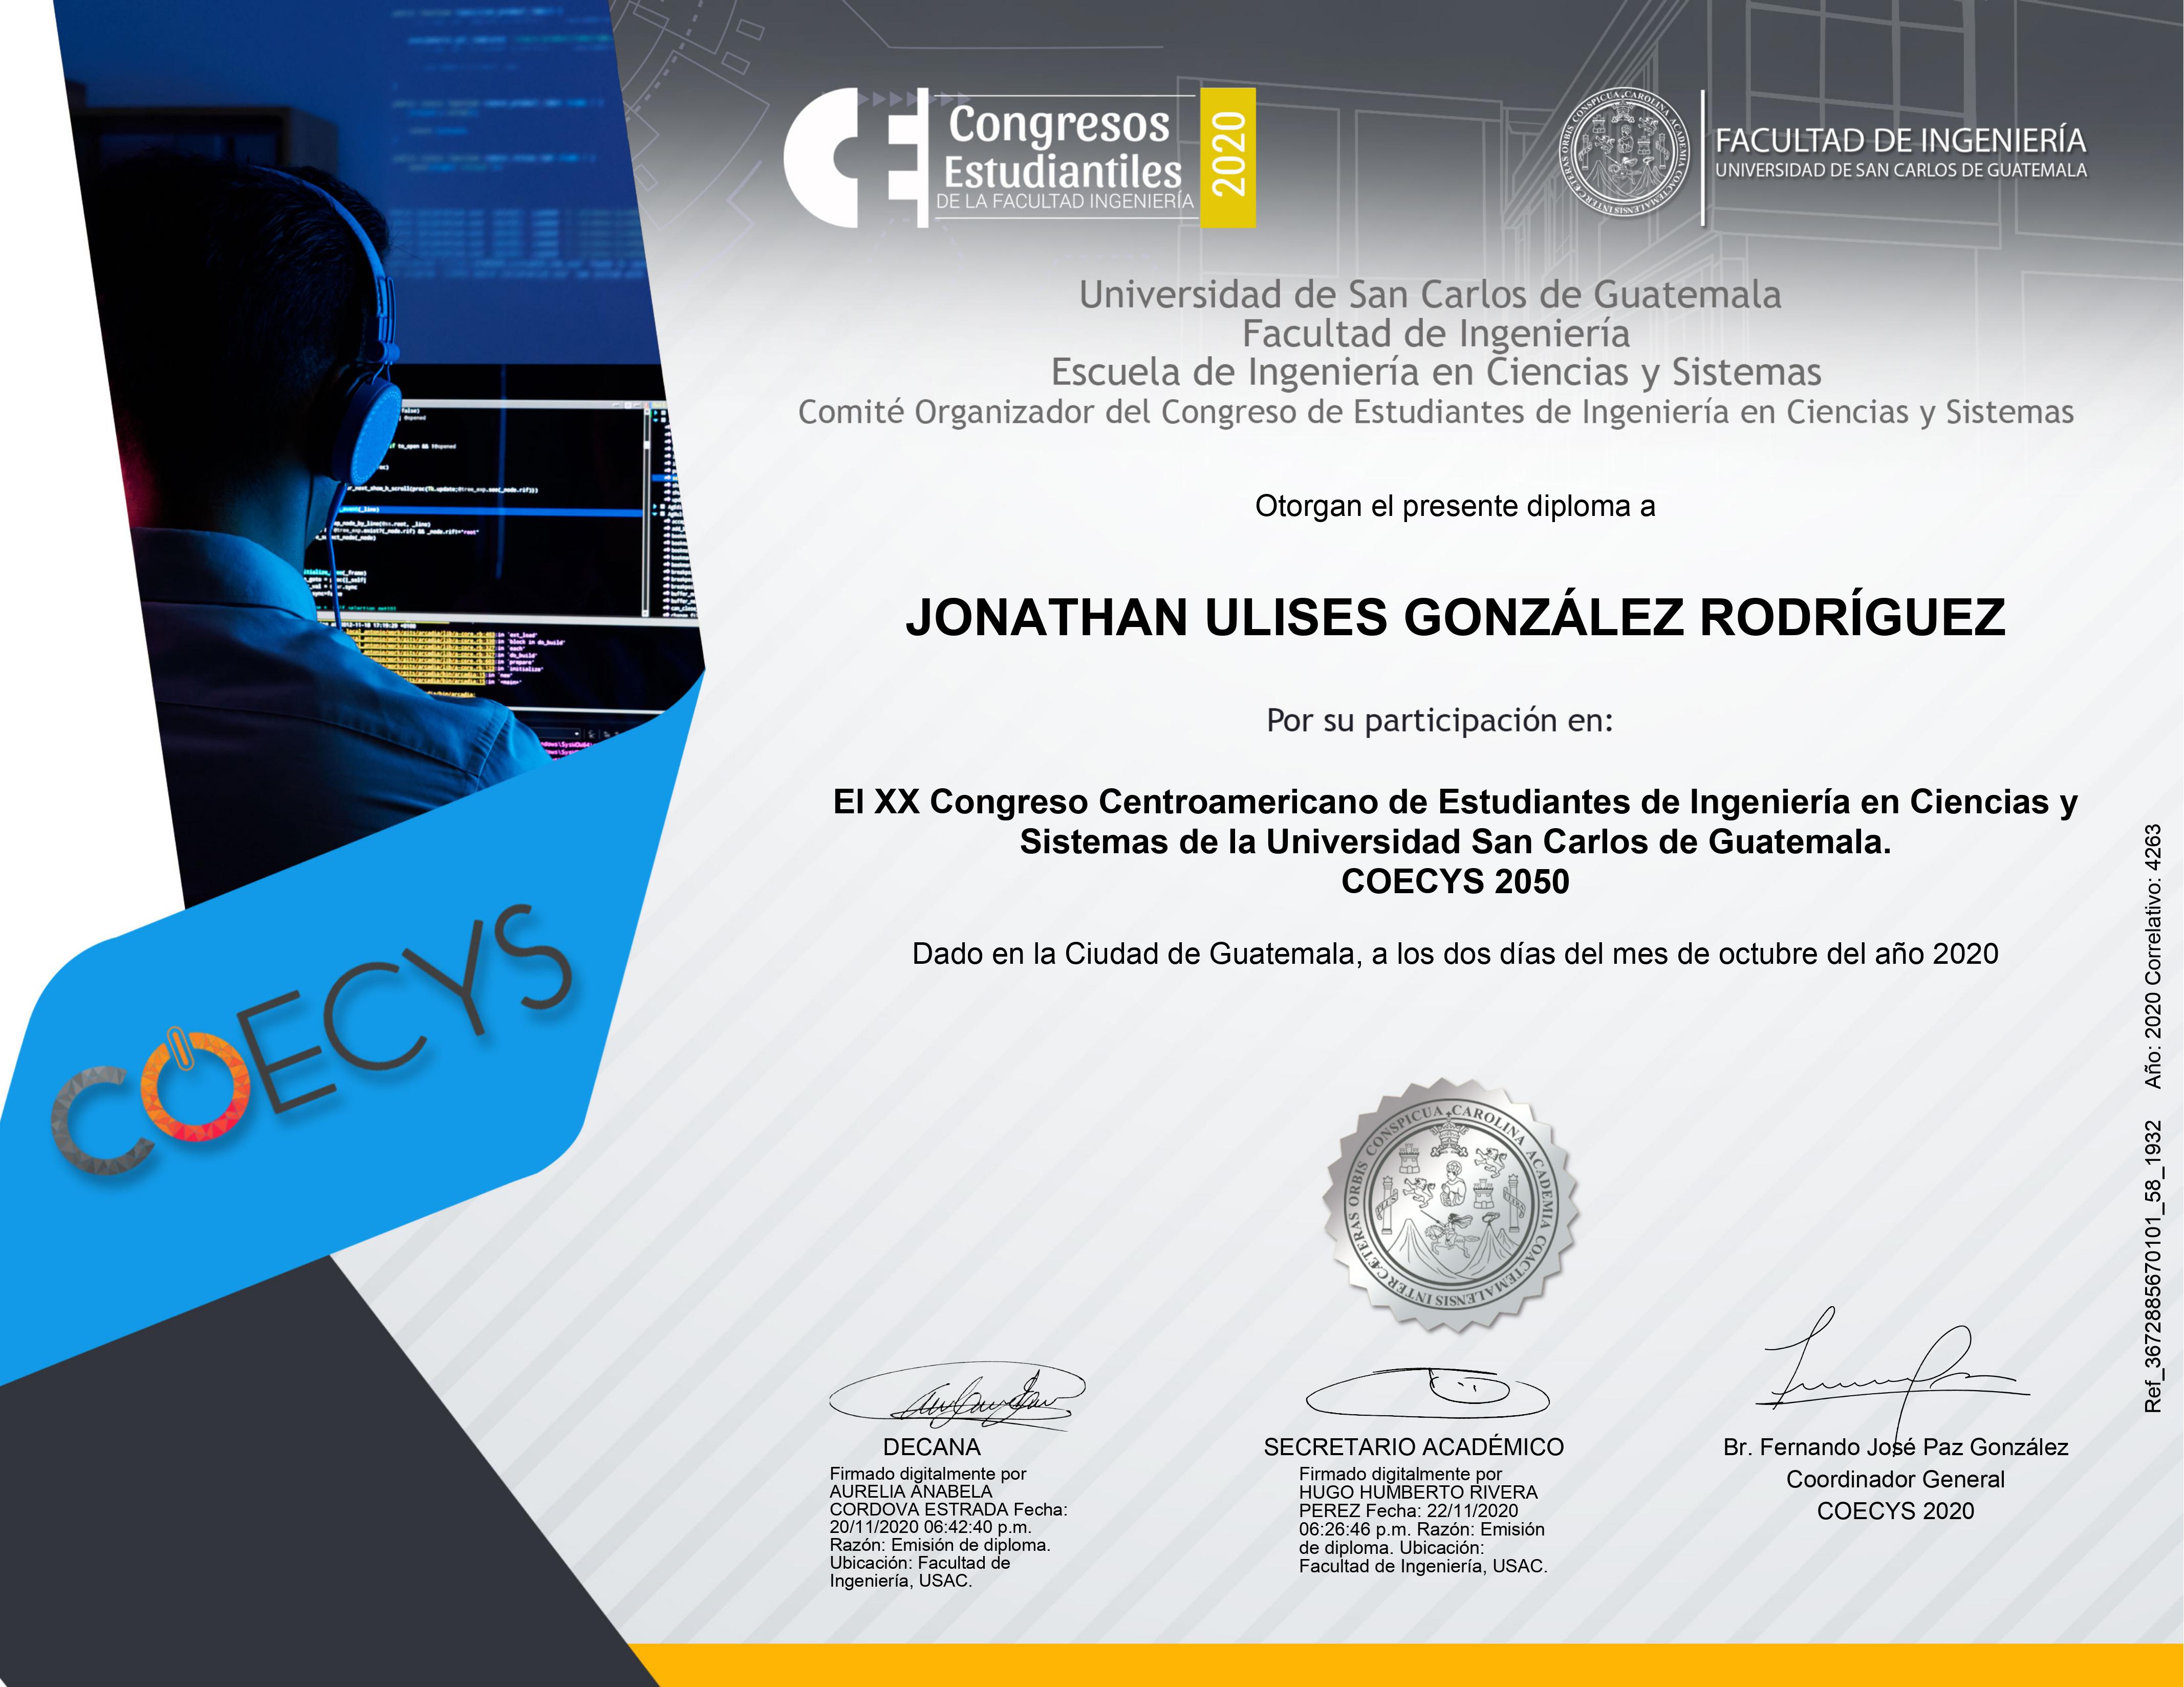 Congresos
Estudiantiles
DE LA FACULTAD INGENIERÍA
2020
FACULTAD DE INGENIERÍA
UNIVERSIDAD DE SAN CARLOS DE GUATEMALA
Universidad de San Carlos de Guatemala
Facultad de Ingeniería
Escuela de Ingeniería en Ciencias y Sistemas
Comité Organizador del Congreso de Estudiantes de Ingeniería en Ciencias y Sistemas
Otorgan el presente diploma a
JONATHAN ULISES GONZÁLEZ RODRÍGUEZ
Por su participación en:
El XX Congreso Centroamericano de Estudiantes de Ingeniería en Ciencias y
Sistemas de la Universidad San Carlos de Guatemala.
COECYS 2050
Dado en la Ciudad de Guatemala, a los dos días del mes de octubre del año 2020
COECYS
CONSPICUA CAROLINA ACADEMIA COACTEMALENSIS INTER CÆTERAS ORBIS
DECANA
Firmado digitalmente por
AURELIA ANABELA
CORDOVA ESTRADA Fecha:
20/11/2020 06:42:40 p.m.
Razón: Emisión de diploma.
Ubicación: Facultad de
Ingeniería, USAC.
SECRETARIO ACADÉMICO
Firmado digitalmente por
HUGO HUMBERTO RIVERA
PEREZ Fecha: 22/11/2020
06:26:46 p.m. Razón: Emisión
de diploma. Ubicación:
Facultad de Ingeniería, USAC.
Br. Fernando José Paz González
Coordinador General
COECYS 2020
Ref_3672885670101_58_1932 Año: 2020 Correlativo: 4263